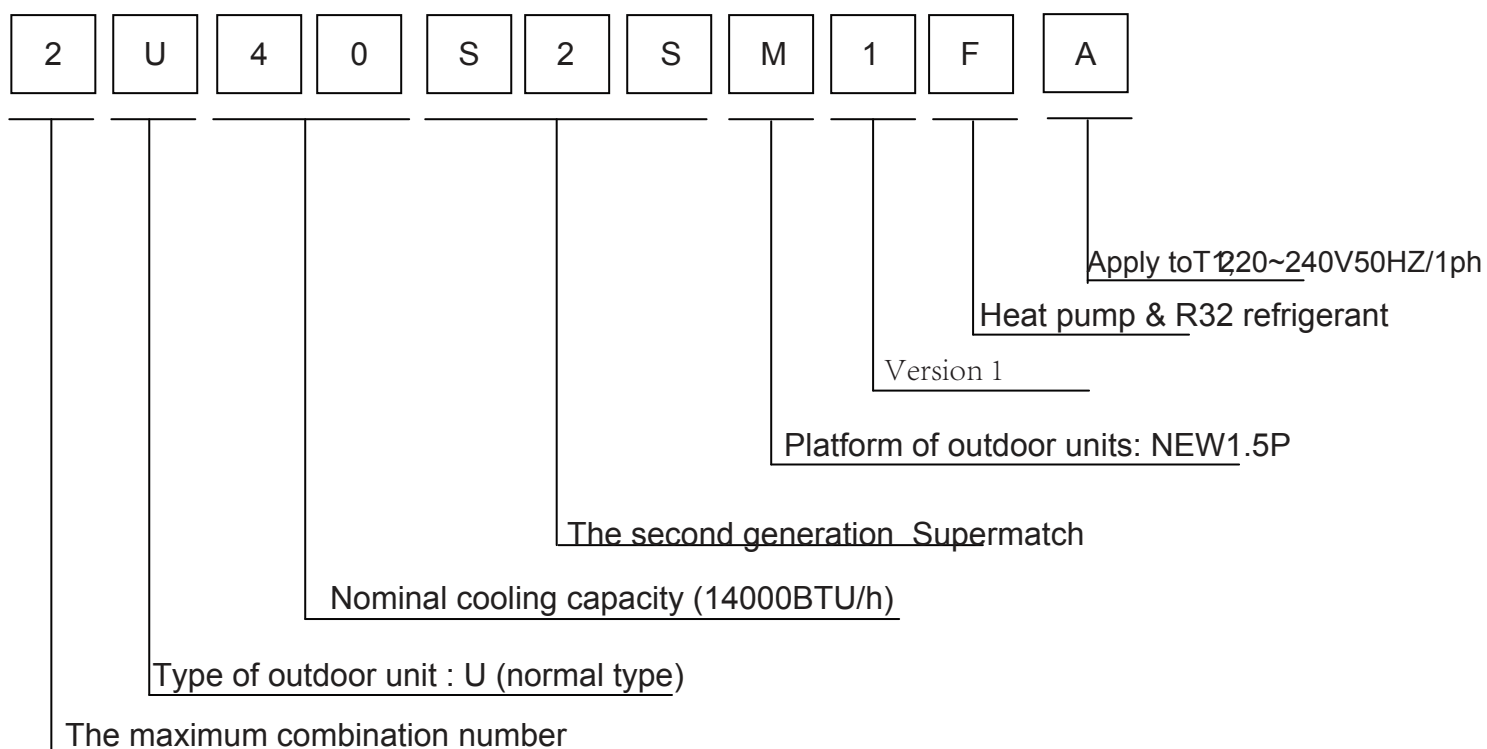 2 U 4 0 S 2 S M 1 F A
Apply toT1,220~240V50HZ/1ph
Heat pump & R32 refrigerant
Version 1
Platform of outdoor units: NEW1.5P
The second generation Supermatch
Nominal cooling capacity (14000BTU/h)
Type of outdoor unit : U (normal type)
The maximum combination number